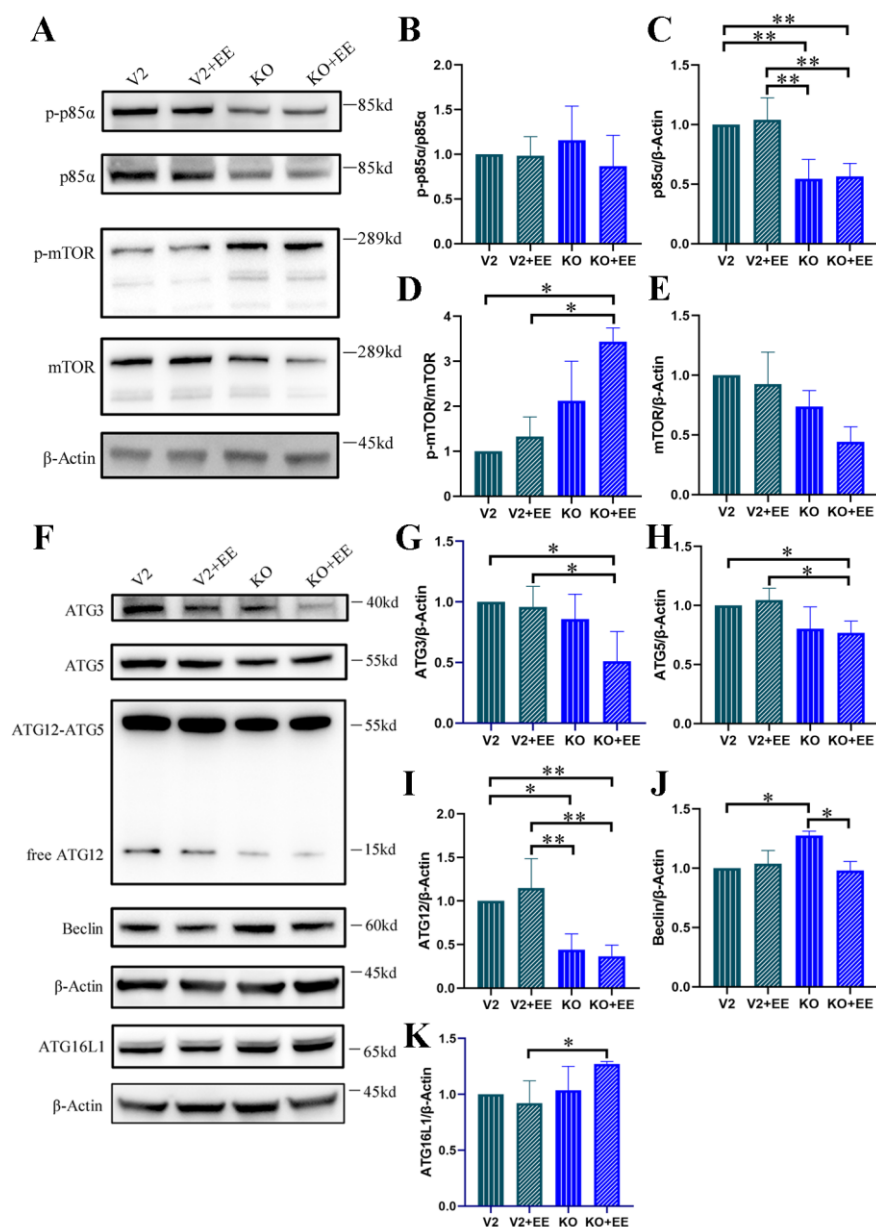 A
V2 V2+EE KO KO+EE
p-p85α 85kd
p85α 85kd
p-mTOR 289kd
mTOR 289kd
β-Actin 45kd
B
p-p85α/p85α
2.0
1.5
1.0
0.5
0.0
V2 V2+EE KO KO+EE
C
p85α/β-Actin
** **
** **
1.5
1.0
0.5
0.0
V2 V2+EE KO KO+EE
D
p-mTOR/mTOR
*
*
4
3
2
1
0
V2 V2+EE KO KO+EE
E
mTOR/β-Actin
1.5
1.0
0.5
0.0
V2 V2+EE KO KO+EE
F
V2 V2+EE KO KO+EE
ATG3 40kd
ATG5 55kd
ATG12-ATG5 55kd
free ATG12 15kd
Beclin 60kd
β-Actin 45kd
ATG16L1 65kd
β-Actin 45kd
G
ATG3/β-Actin
*
*
1.5
1.0
0.5
0.0
V2 V2+EE KO KO+EE
H
ATG5/β-Actin
*
*
1.5
1.0
0.5
0.0
V2 V2+EE KO KO+EE
I
ATG12/β-Actin
**
*
**
**
2.0
1.5
1.0
0.5
0.0
V2 V2+EE KO KO+EE
J
Beclin/β-Actin
* *
1.5
1.0
0.5
0.0
V2 V2+EE KO KO+EE
K
ATG16L1/β-Actin
*
1.5
1.0
0.5
0.0
V2 V2+EE KO KO+EE